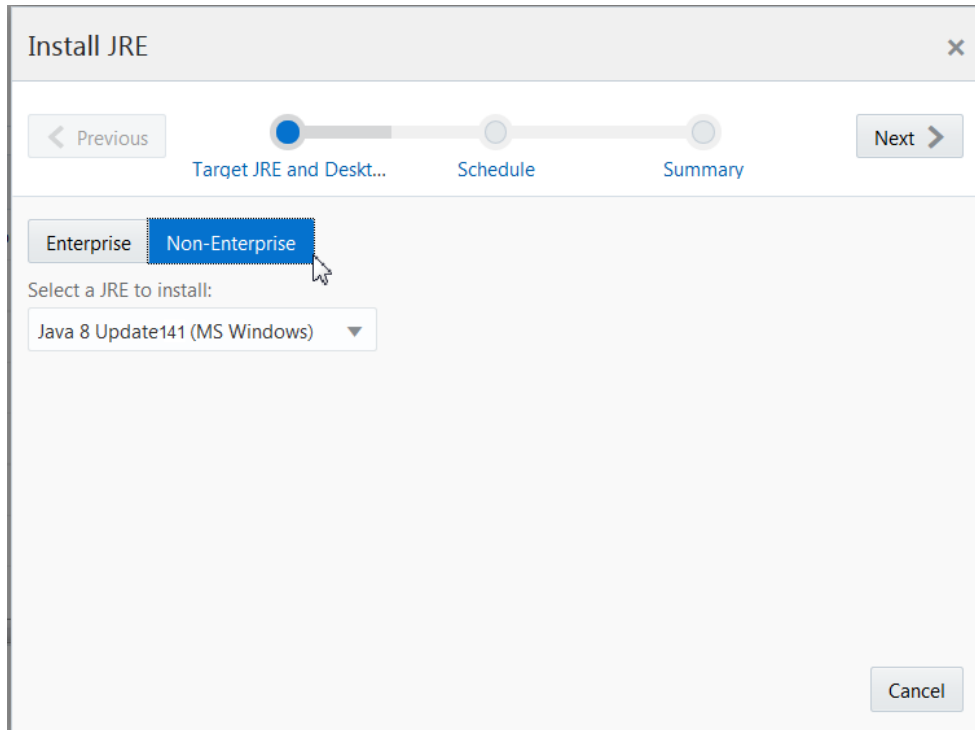 Install JRE
Previous
Next
Target JRE and Deskt...
Schedule
Summary
Enterprise
Non-Enterprise
Select a JRE to install:
Java 8 Update141 (MS Windows)
Cancel